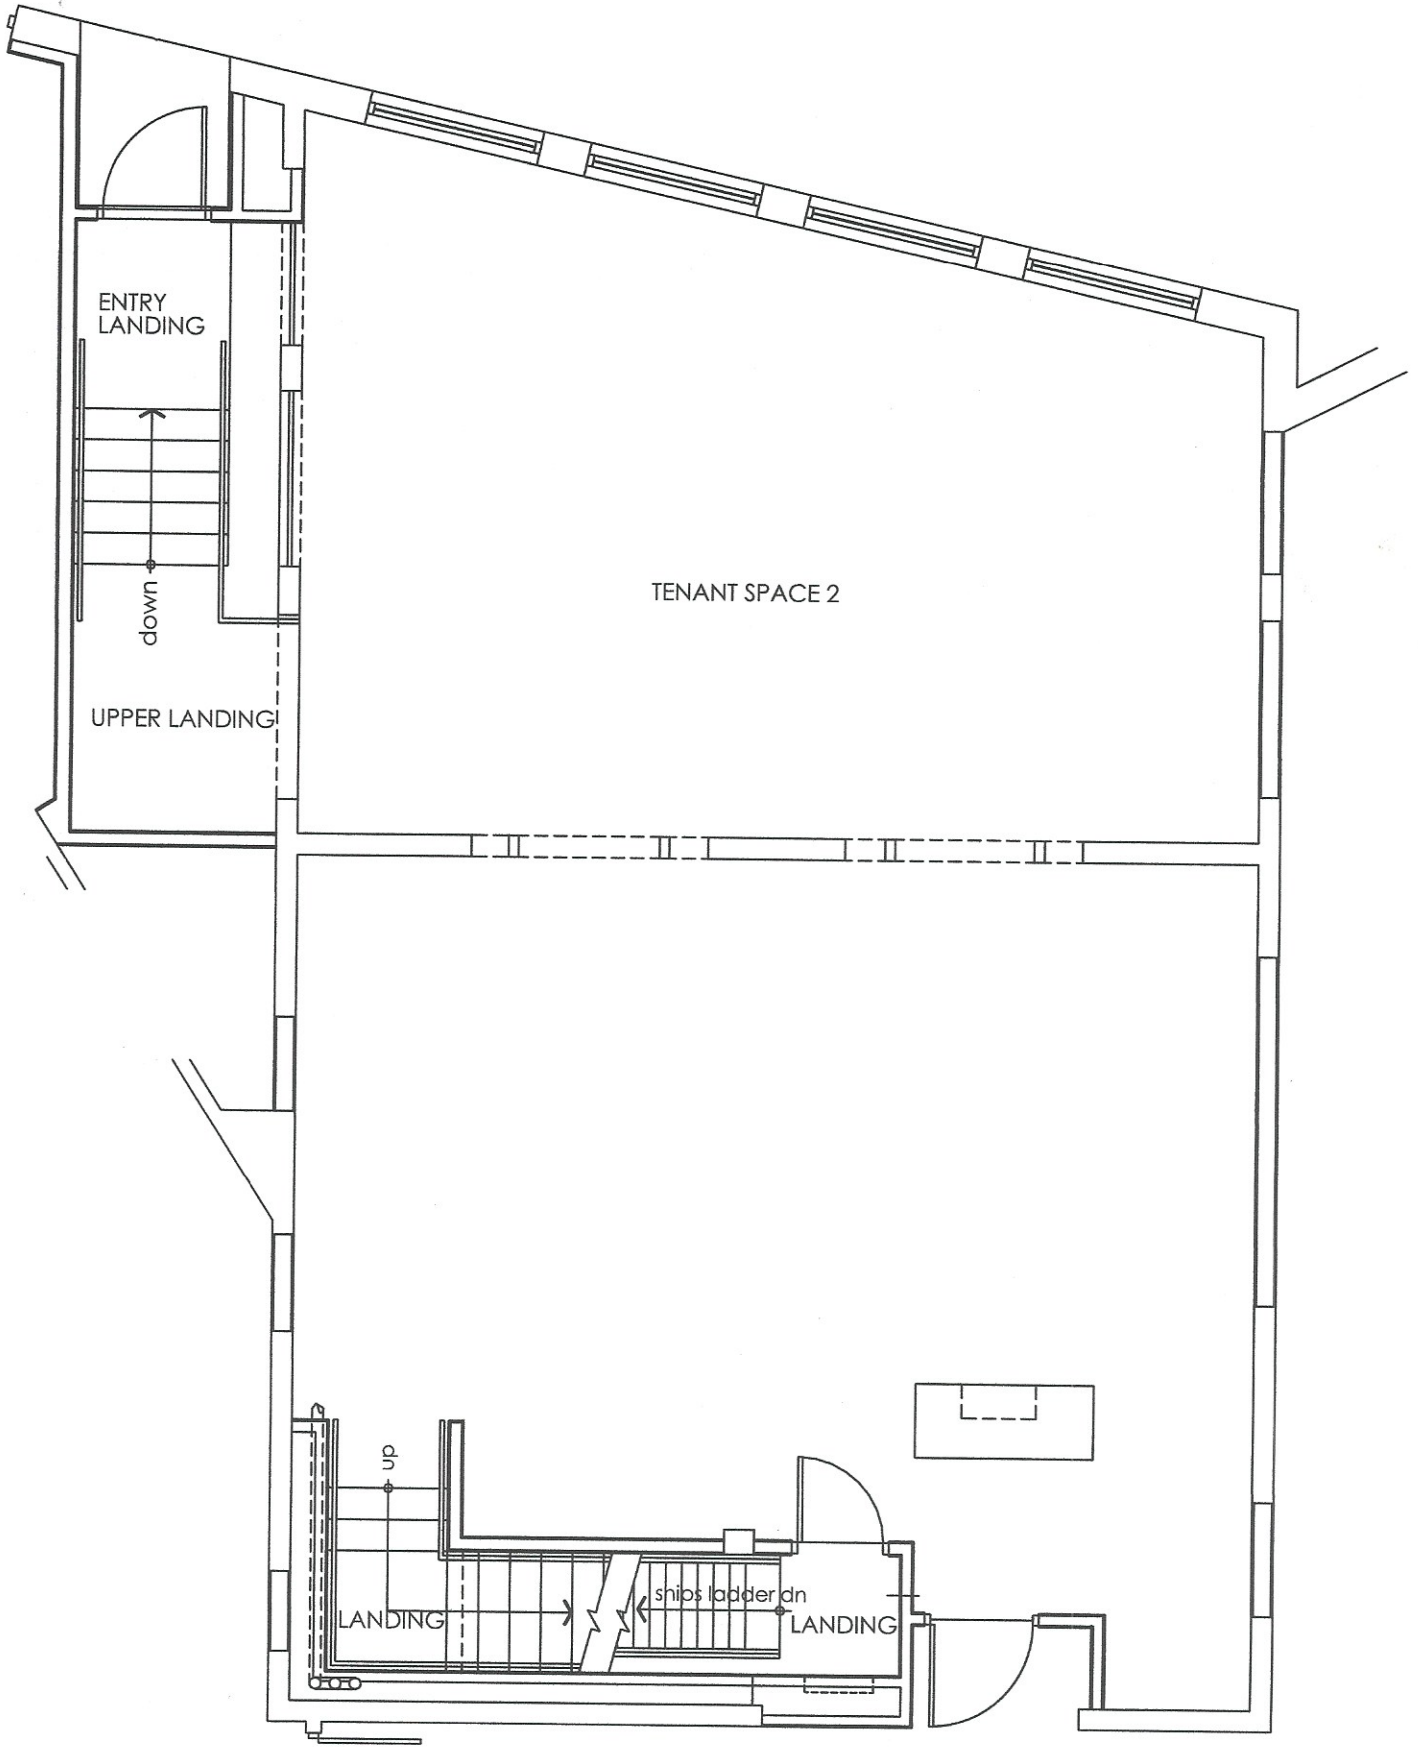 ENTRY
LANDING
down
TENANT SPACE 2
UPPER LANDING
up
ships ladder dn
LANDING
LANDING